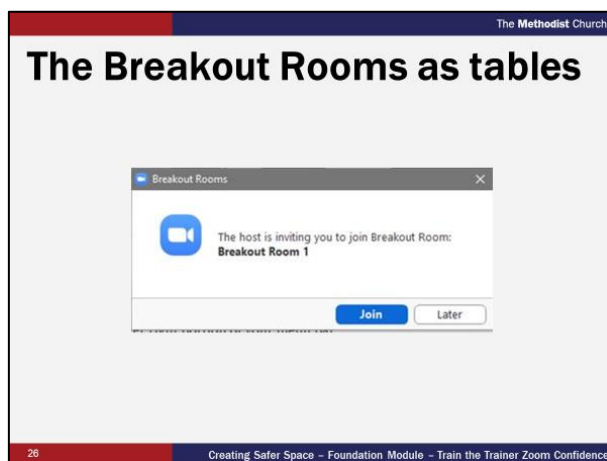 The Methodist Church
The Breakout Rooms as tables
Breakout Rooms
The host is inviting you to join Breakout Room:
Breakout Room 1
Join
Later
26
Creating Safer Space – Foundation Module – Train the Trainer Zoom Confidence